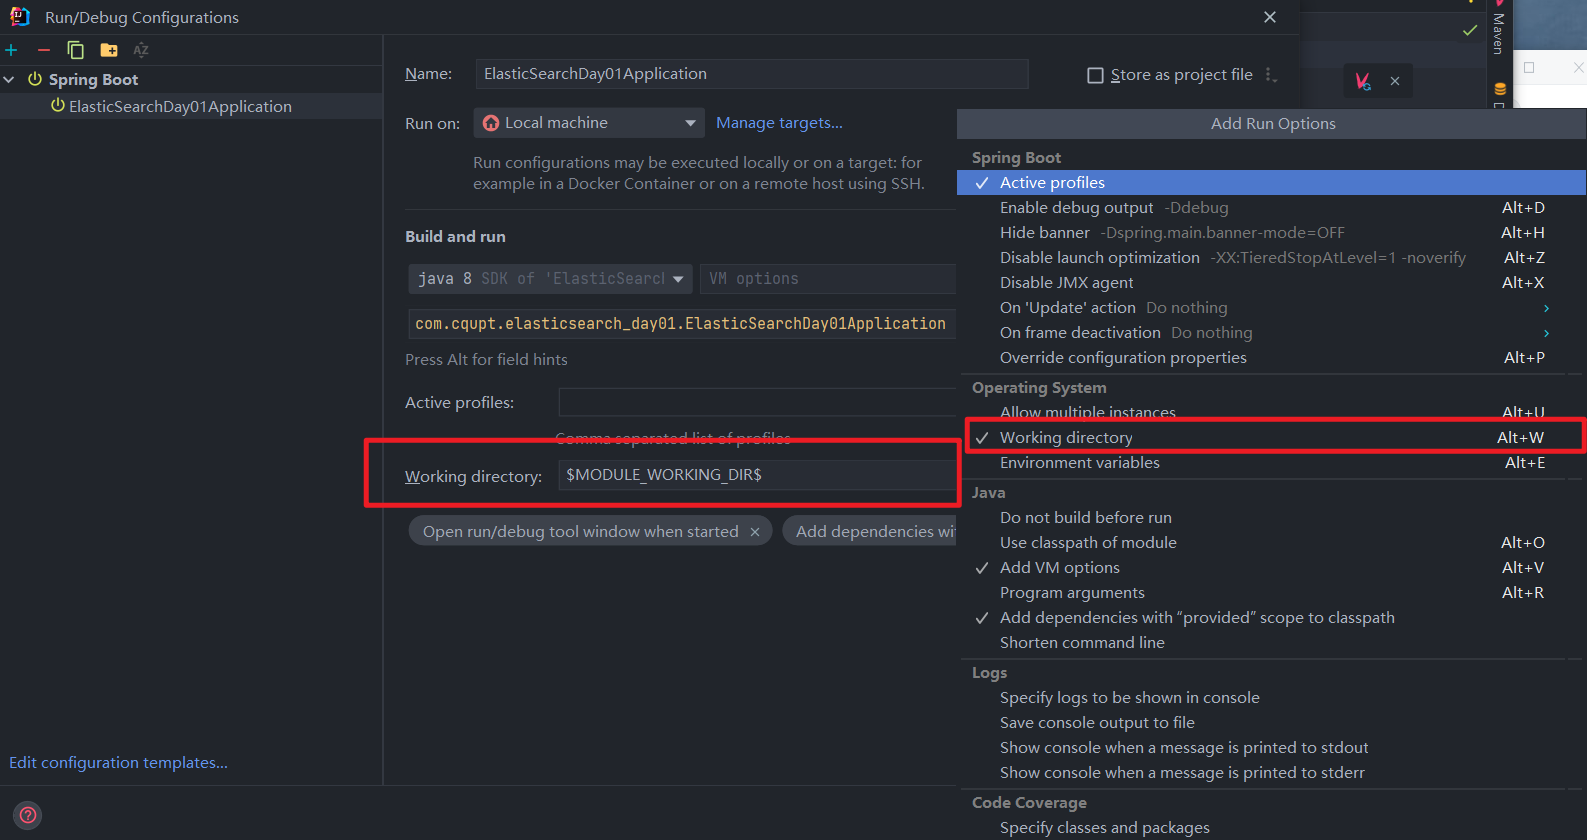 Run/Debug Configurations
Spring Boot
ElasticSearchDay01Application
Edit configuration templates...
Name:
ElasticSearchDay01Application
Store as project file
Run on:
Local machine
Manage targets...
Run configurations may be executed locally or on a target: for
example in a Docker Container or on a remote host using SSH.
Build and run
java 8 SDK of 'ElasticSearch
VM options
com.cqupt.elasticsearch_day01.ElasticSearchDay01Application
Press Alt for field hints
Active profiles:
Comma separated list of profiles
Working directory:
$MODULE_WORKING_DIR$
Open run/debug tool window when started
Add dependencies wi
Maven
Add Run Options
Spring Boot
Active profiles
Enable debug output -Ddebug Alt+D
Hide banner -Dspring.main.banner-mode=OFF Alt+H
Disable launch optimization -XX:TieredStopAtLevel=1 -noverify Alt+Z
Disable JMX agent Alt+X
On 'Update' action Do nothing
On frame deactivation Do nothing
Override configuration properties Alt+P
Operating System
Allow multiple instances Alt+U
Working directory Alt+W
Environment variables Alt+E
Java
Do not build before run
Use classpath of module Alt+O
Add VM options Alt+V
Program arguments Alt+R
Add dependencies with “provided” scope to classpath
Shorten command line
Logs
Specify logs to be shown in console
Save console output to file
Show console when a message is printed to stdout
Show console when a message is printed to stderr
Code Coverage
Specify classes and packages